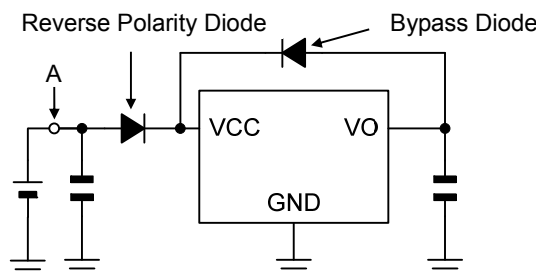 Reverse Polarity Diode
Bypass Diode
A
VCC
VO
GND